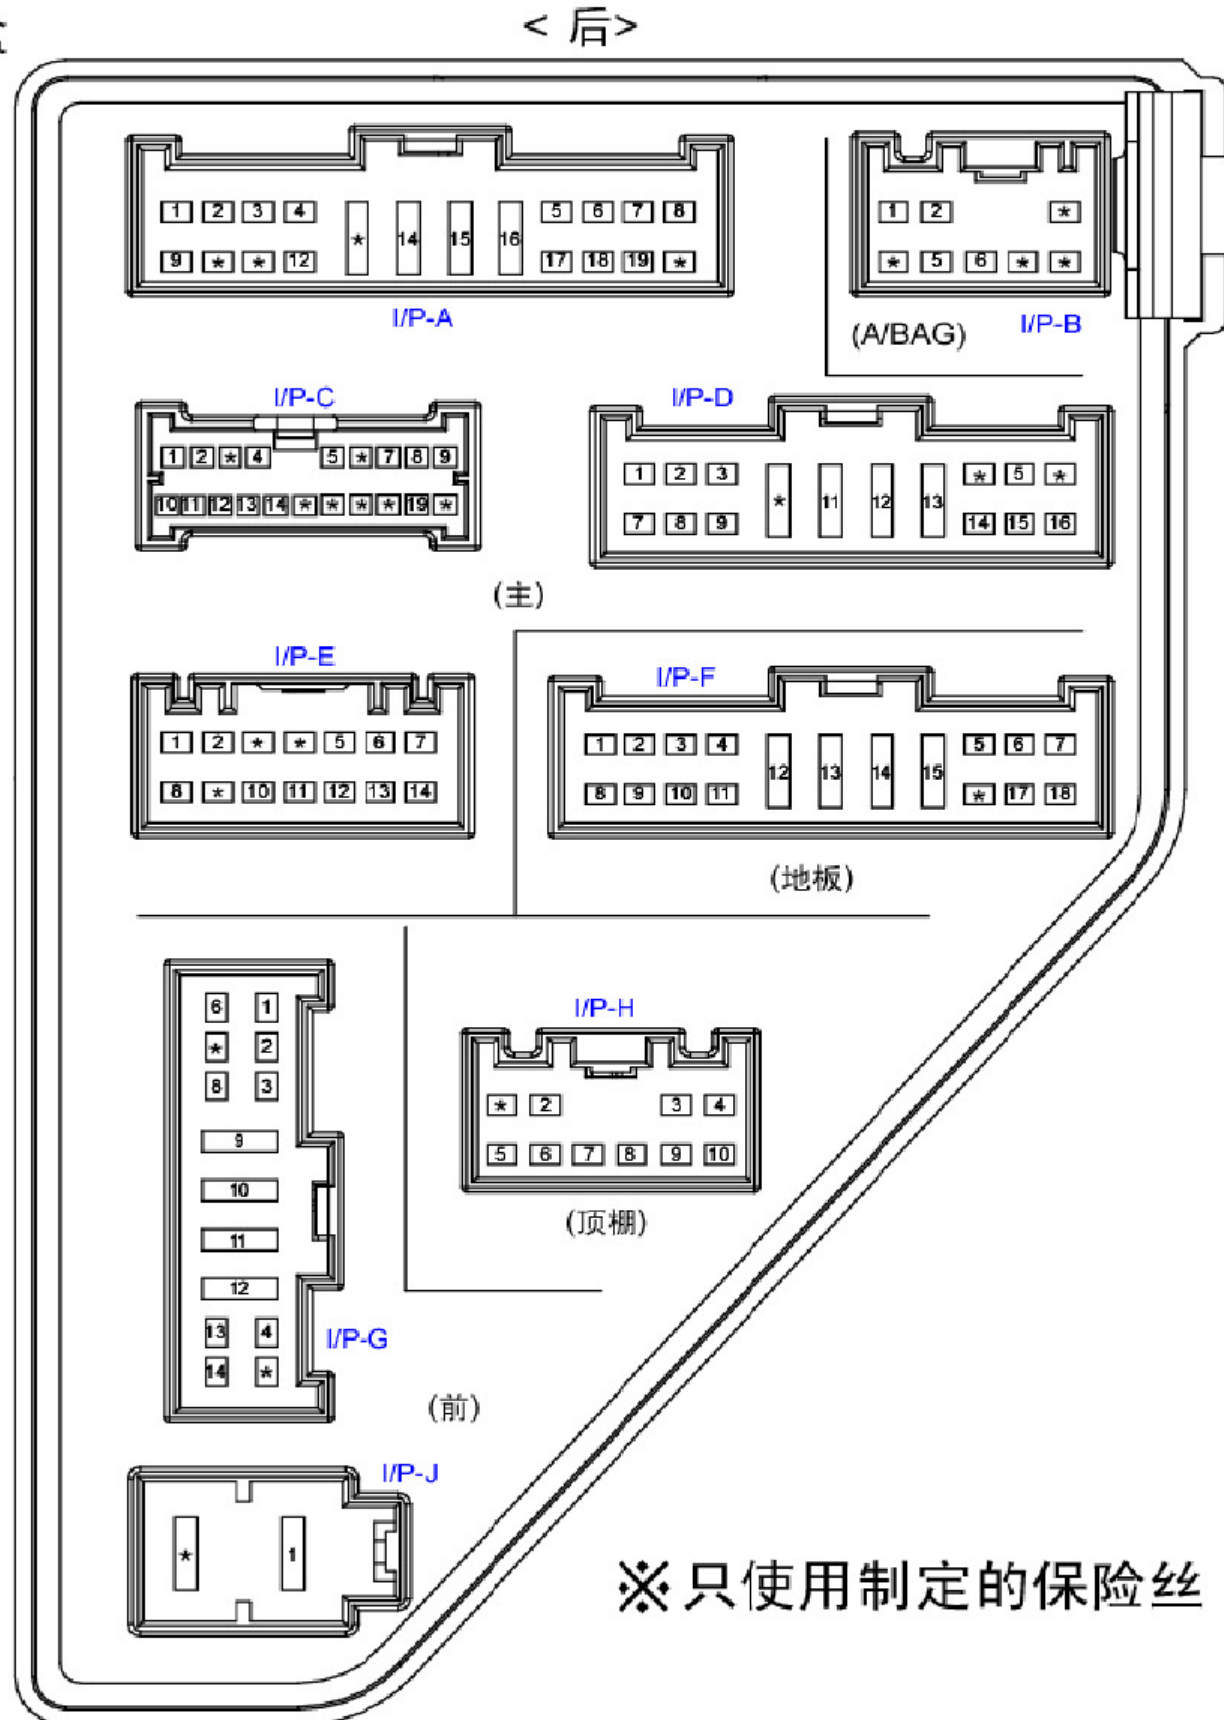 < 后>
1 2 3 4 * 14 15 16 5 6 7 8
9 * * 12 17 18 19 *
I/P-A
1 2 *
* 5 6 * *
(A/BAG) I/P-B
I/P-C
1 2 * 4 5 * 7 8 9
10 11 12 13 14 * * * * 19 *
I/P-D
1 2 3 * 11 12 13 * 5 *
7 8 9 14 15 16
(主)
I/P-E
1 2 * * 5 6 7
8 * 10 11 12 13 14
I/P-F
1 2 3 4 12 13 14 15 5 6 7
8 9 10 11 * 17 18
(地板)
6 1
* 2
8 3
9
10
11
12
13 4
14 *
I/P-G
(前)
I/P-H
* 2 3 4
5 6 7 8 9 10
(顶棚)
I/P-J
* 1
※只使用制定的保险丝